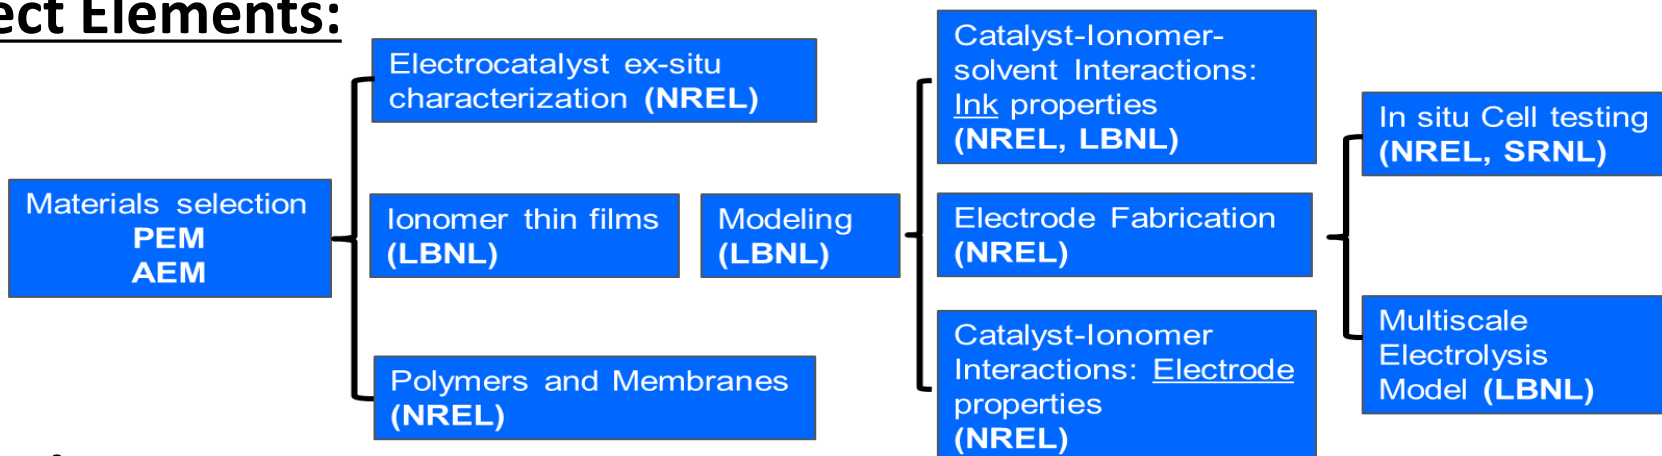 ect Elements:
Materials selection
PEM
AEM
Electrocatalyst ex-situ
characterization (NREL)
Ionomer thin films
(LBNL)
Polymers and Membranes
(NREL)
Modeling
(LBNL)
Catalyst-Ionomer-
solvent Interactions:
Ink properties
(NREL, LBNL)
Electrode Fabrication
(NREL)
Catalyst-Ionomer
Interactions: Electrode
properties
(NREL)
In situ Cell testing
(NREL, SRNL)
Multiscale
Electrolysis
Model (LBNL)